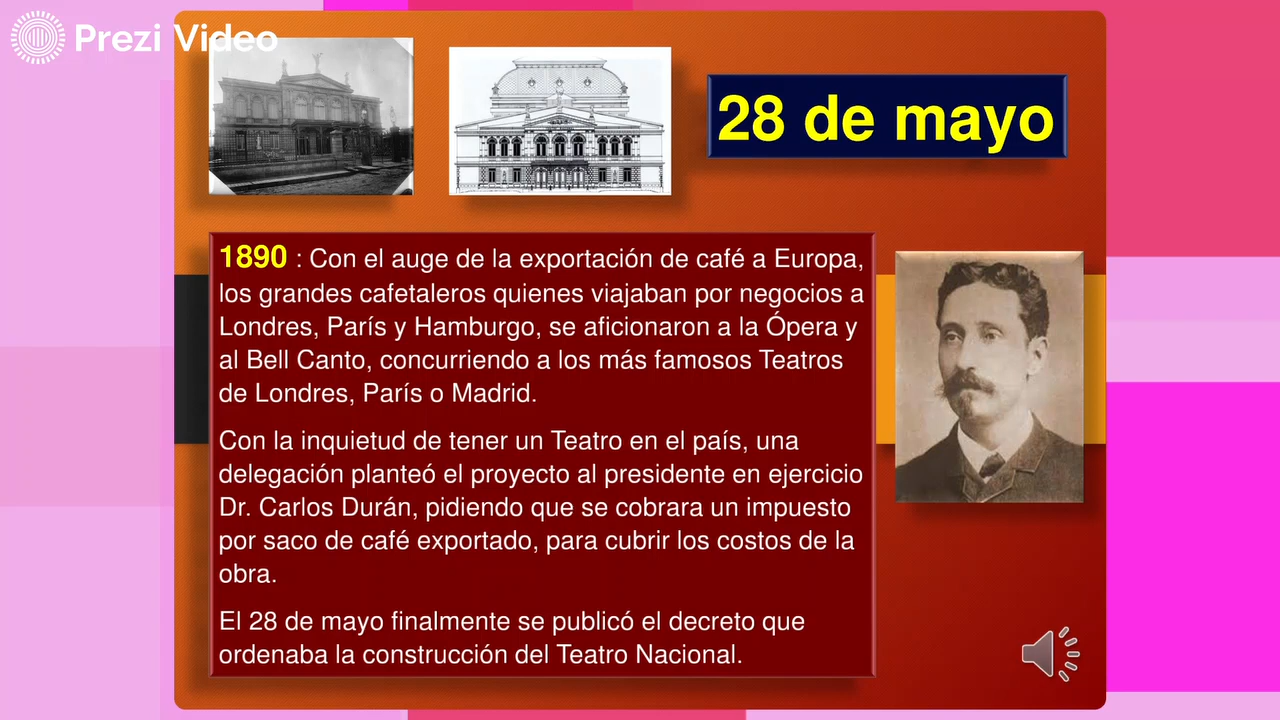 Prezi Video
28 de mayo
1890 : Con el auge de la exportación de café a Europa,
los grandes cafetaleros quienes viajaban por negocios a
Londres, París y Hamburgo, se aficionaron a la Ópera y
al Bell Canto, concurriendo a los más famosos Teatros
de Londres, París o Madrid.
Con la inquietud de tener un Teatro en el país, una
delegación planteó el proyecto al presidente en ejercicio
Dr. Carlos Durán, pidiendo que se cobrara un impuesto
por saco de café exportado, para cubrir los costos de la
obra.
El 28 de mayo finalmente se publicó el decreto que
ordenaba la construcción del Teatro Nacional.